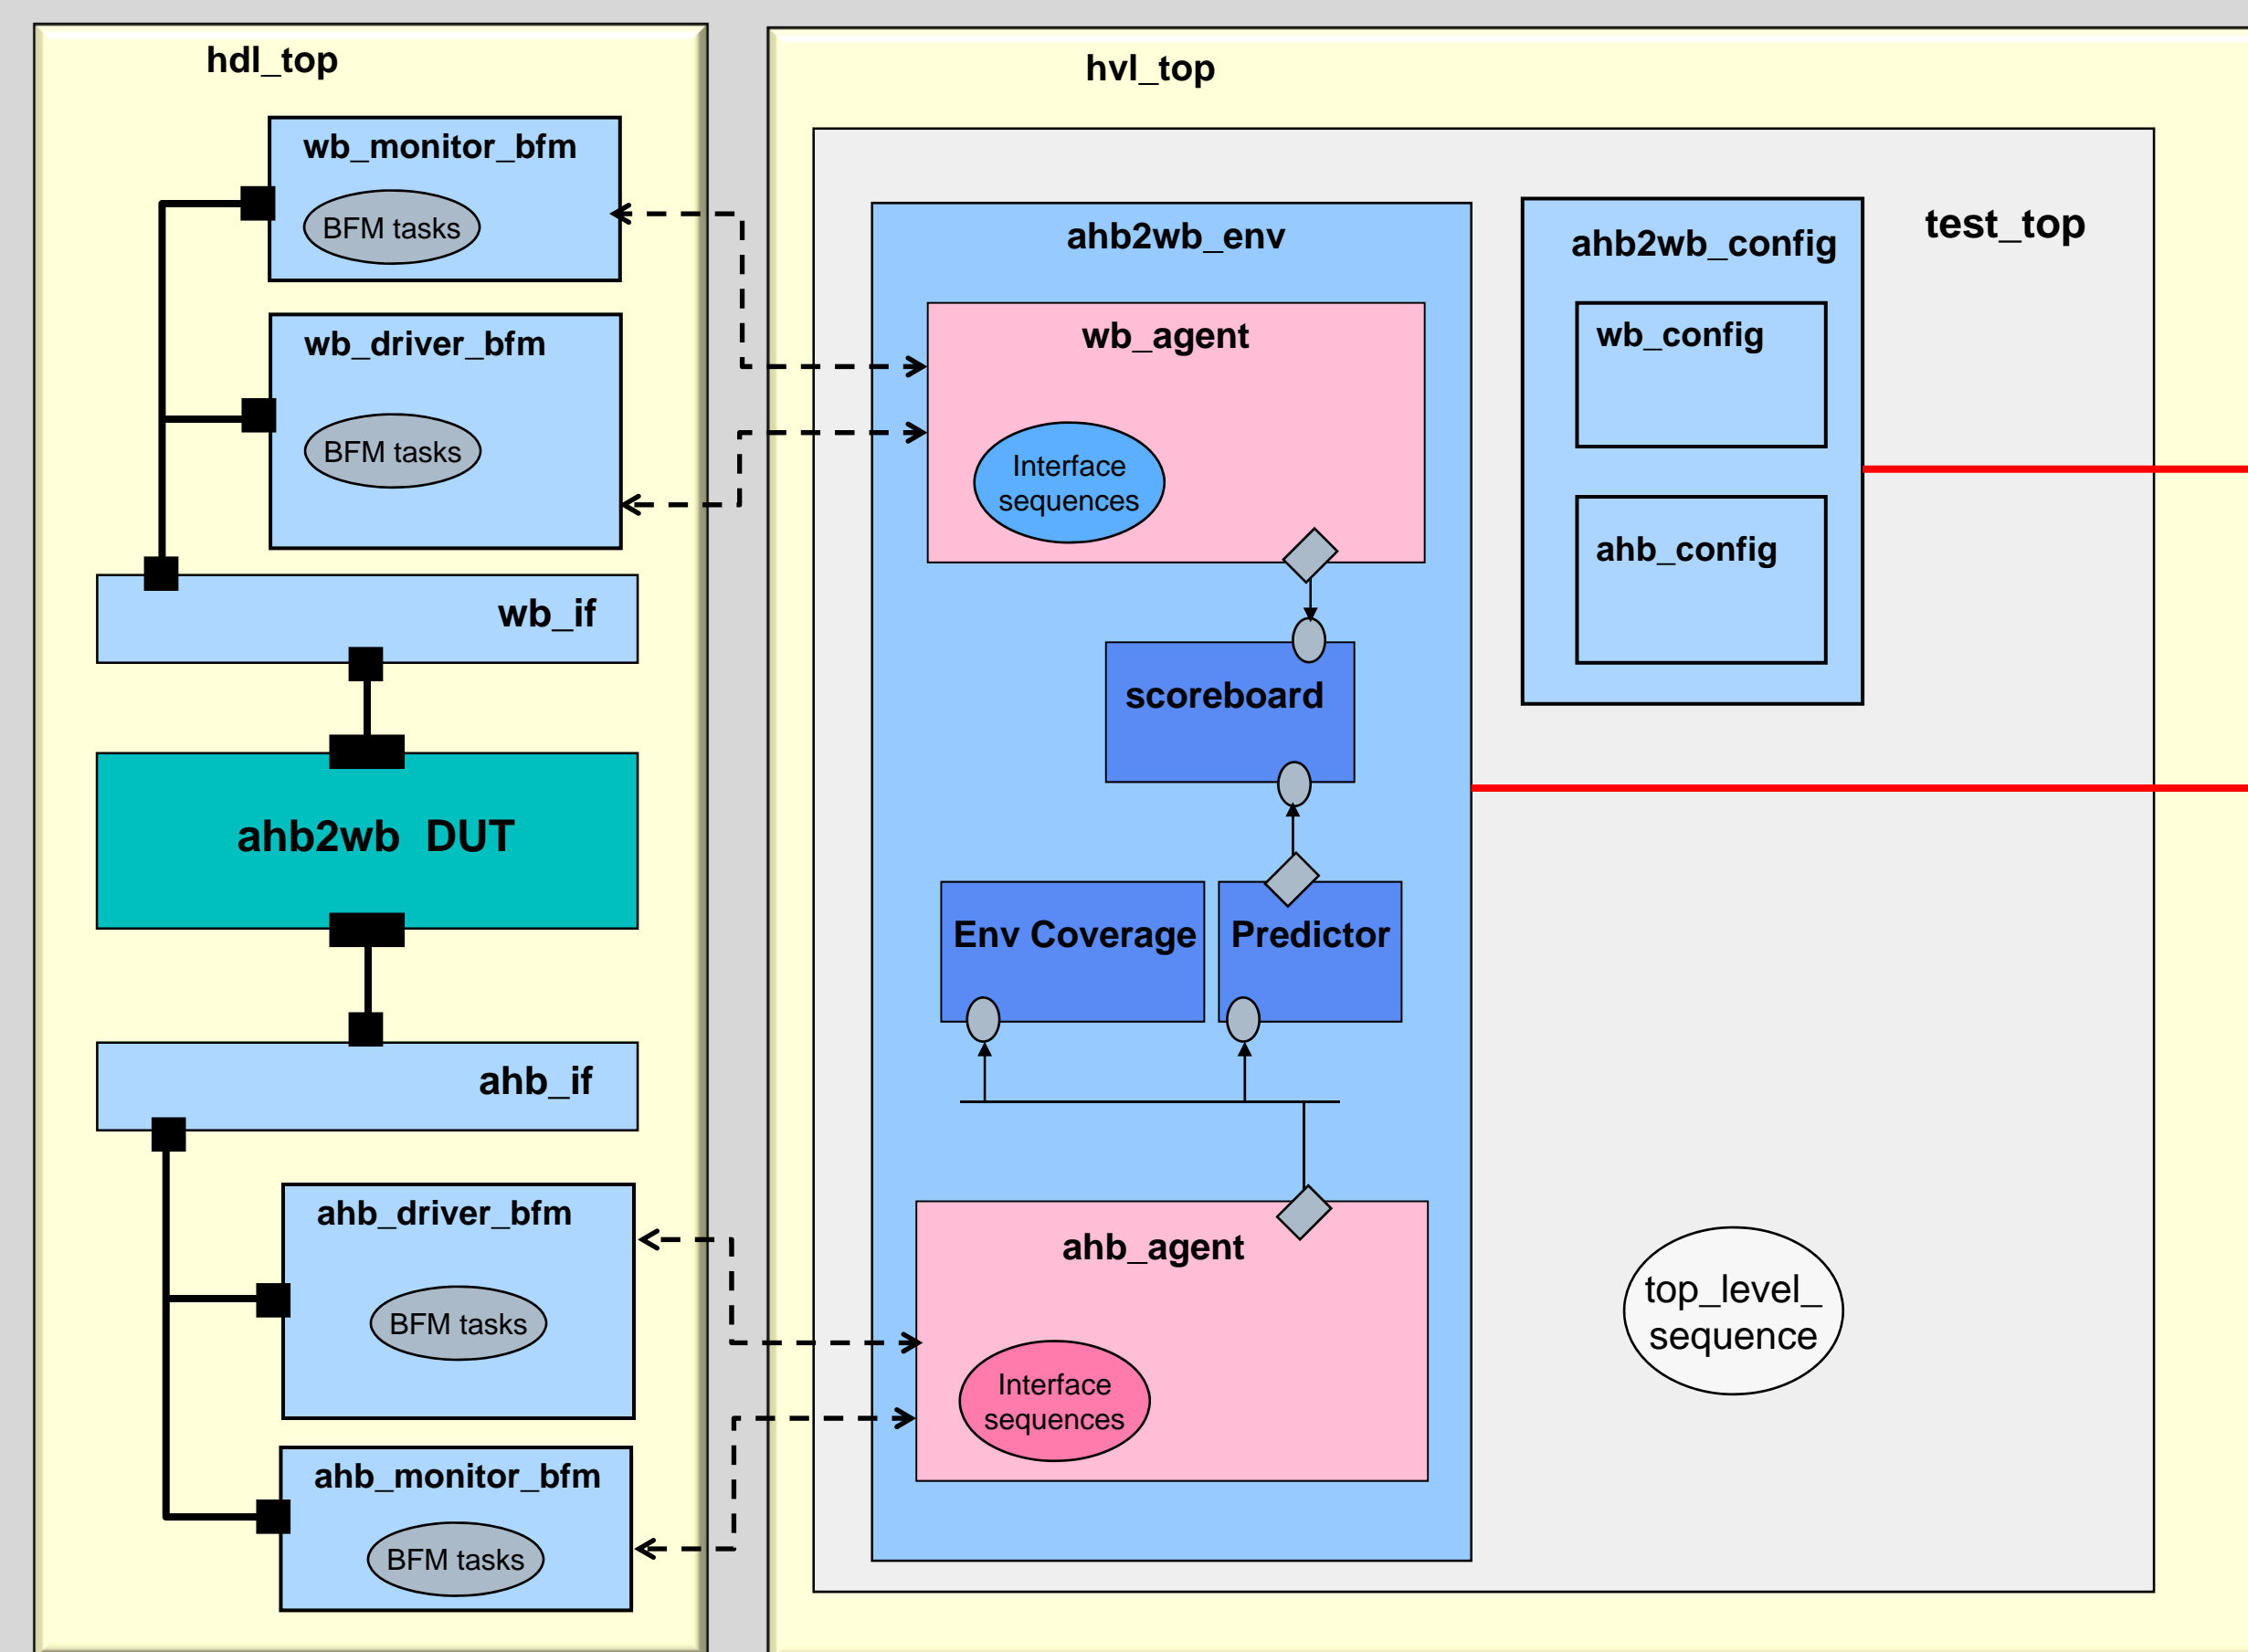 hdl_top
wb_monitor_bfm
BFM tasks
wb_driver_bfm
BFM tasks
wb_if
ahb2wb  DUT
ahb_if
ahb_driver_bfm
BFM tasks
ahb_monitor_bfm
BFM tasks
hvl_top
test_top
ahb2wb_env
wb_agent
Interface
sequences
scoreboard
Env Coverage
Predictor
ahb_agent
Interface
sequences
ahb2wb_config
wb_config
ahb_config
top_level_
sequence